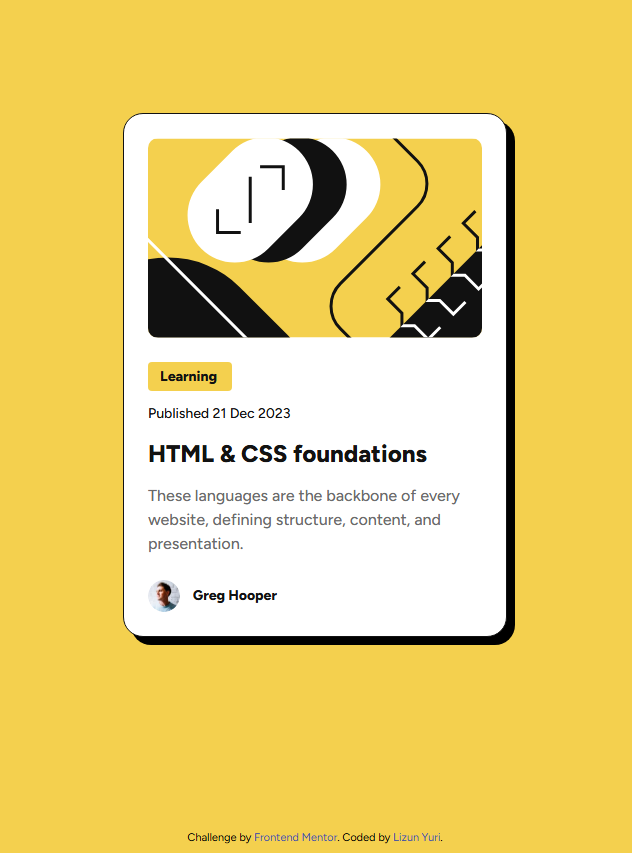 Learning
Published 21 Dec 2023
HTML & CSS foundations
These languages are the backbone of every
website, defining structure, content, and
presentation.
Greg Hooper
Challenge by Frontend Mentor. Coded by Lizun Yuri.